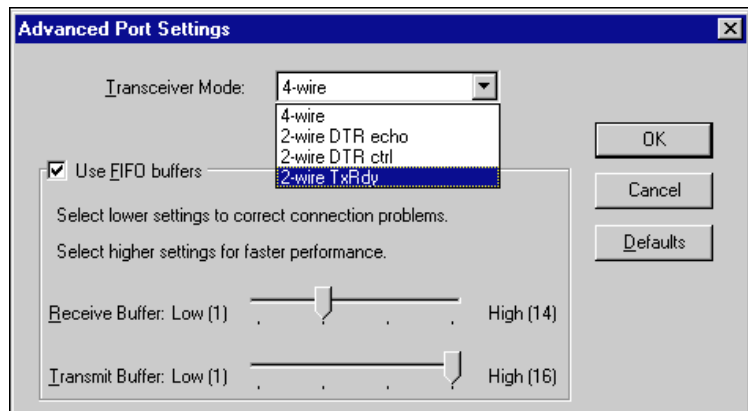 Advanced Port Settings
Transceiver Mode: 4-wire
4-wire
2-wire DTR echo
2-wire DTR ctrl
2-wire TxRdy
OK
Use FIFO buffers
Cancel
Select lower settings to correct connection problems.
Select higher settings for faster performance.
Defaults
Receive Buffer: Low (1) High (14)
Transmit Buffer: Low (1) High (16)